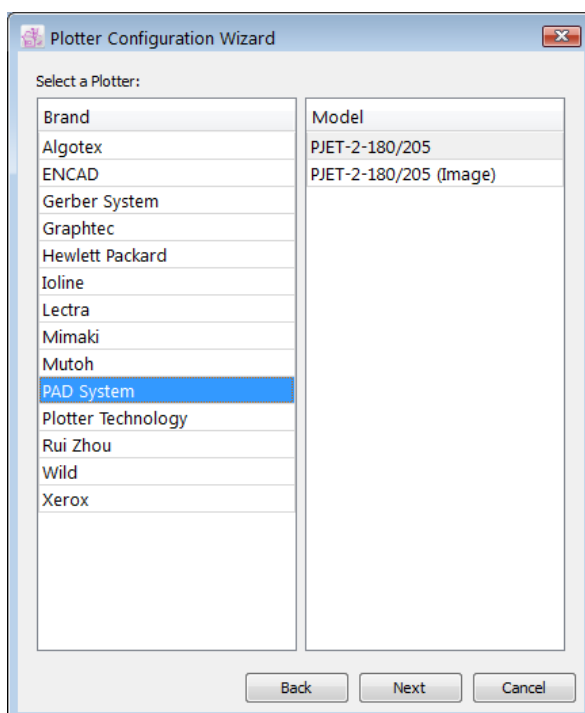 Plotter Configuration Wizard
Select a Plotter:
Brand
Algotex
ENCAD
Gerber System
Graphtec
Hewlett Packard
Ioline
Lectra
Mimaki
Mutoh
PAD System
Plotter Technology
Rui Zhou
Wild
Xerox
Model
PJET-2-180/205
PJET-2-180/205 (Image)
Back Next Cancel